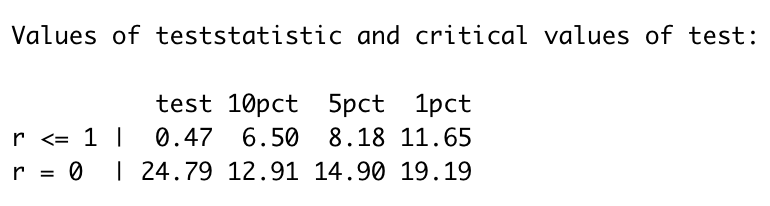 Values of teststatistic and critical values of test:
test 10pct 5pct 1pct
r <= 1 | 0.47 6.50 8.18 11.65
r = 0 | 24.79 12.91 14.90 19.19